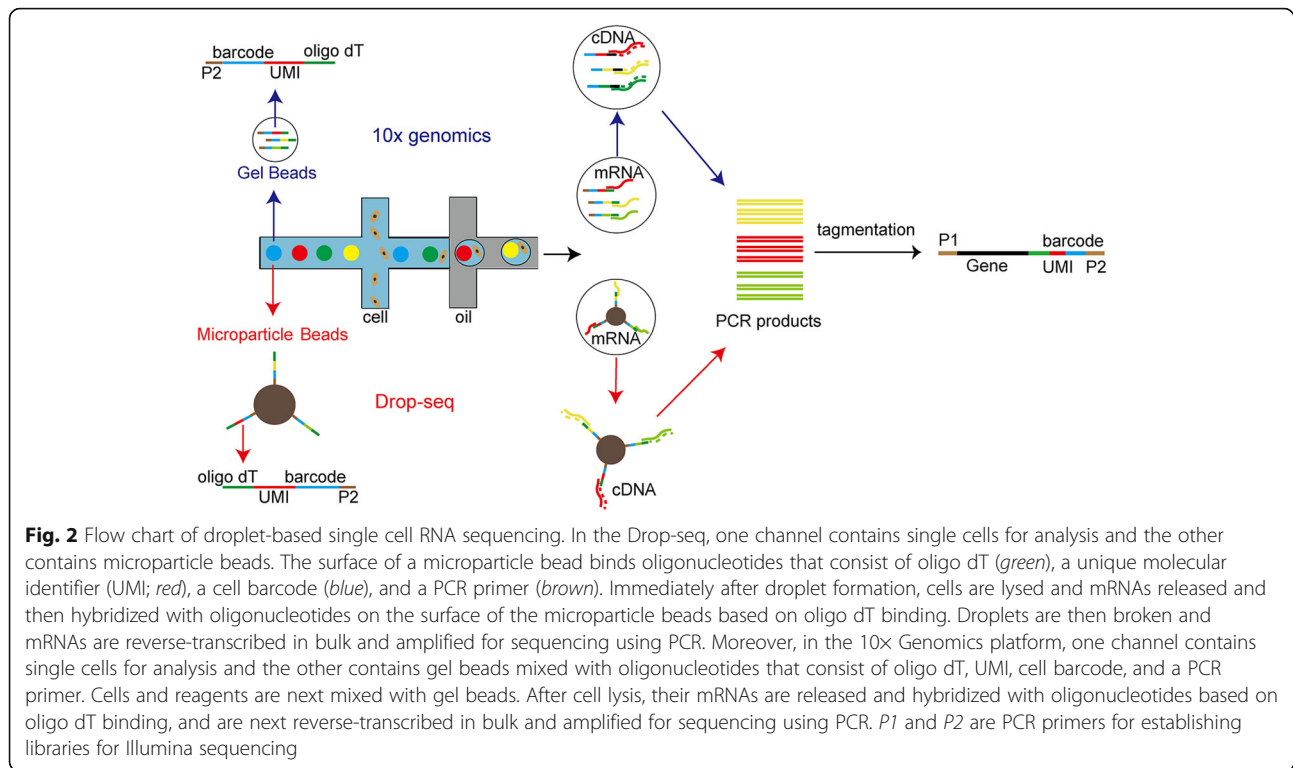 barcode oligo dT
P2 UMI
Gel Beads
10x genomics
cDNA
mRNA
cell oil
Microparticle Beads
Drop-seq
oligo dT barcode
UMI P2
mRNA
cDNA
PCR products
tagmentation
P1 barcode
Gene UMI P2
Fig. 2 Flow chart of droplet-based single cell RNA sequencing. In the Drop-seq, one channel contains single cells for analysis and the other
contains microparticle beads. The surface of a microparticle bead binds oligonucleotides that consist of oligo dT (green), a unique molecular
identifier (UMI; red), a cell barcode (blue), and a PCR primer (brown). Immediately after droplet formation, cells are lysed and mRNAs released and
then hybridized with oligonucleotides on the surface of the microparticle beads based on oligo dT binding. Droplets are then broken and
mRNAs are reverse-transcribed in bulk and amplified for sequencing using PCR. Moreover, in the 10× Genomics platform, one channel contains
single cells for analysis and the other contains gel beads mixed with oligonucleotides that consist of oligo dT, UMI, cell barcode, and a PCR
primer. Cells and reagents are next mixed with gel beads. After cell lysis, their mRNAs are released and hybridized with oligonucleotides based on
oligo dT binding, and are next reverse-transcribed in bulk and amplified for sequencing using PCR. P1 and P2 are PCR primers for establishing
libraries for Illumina sequencing